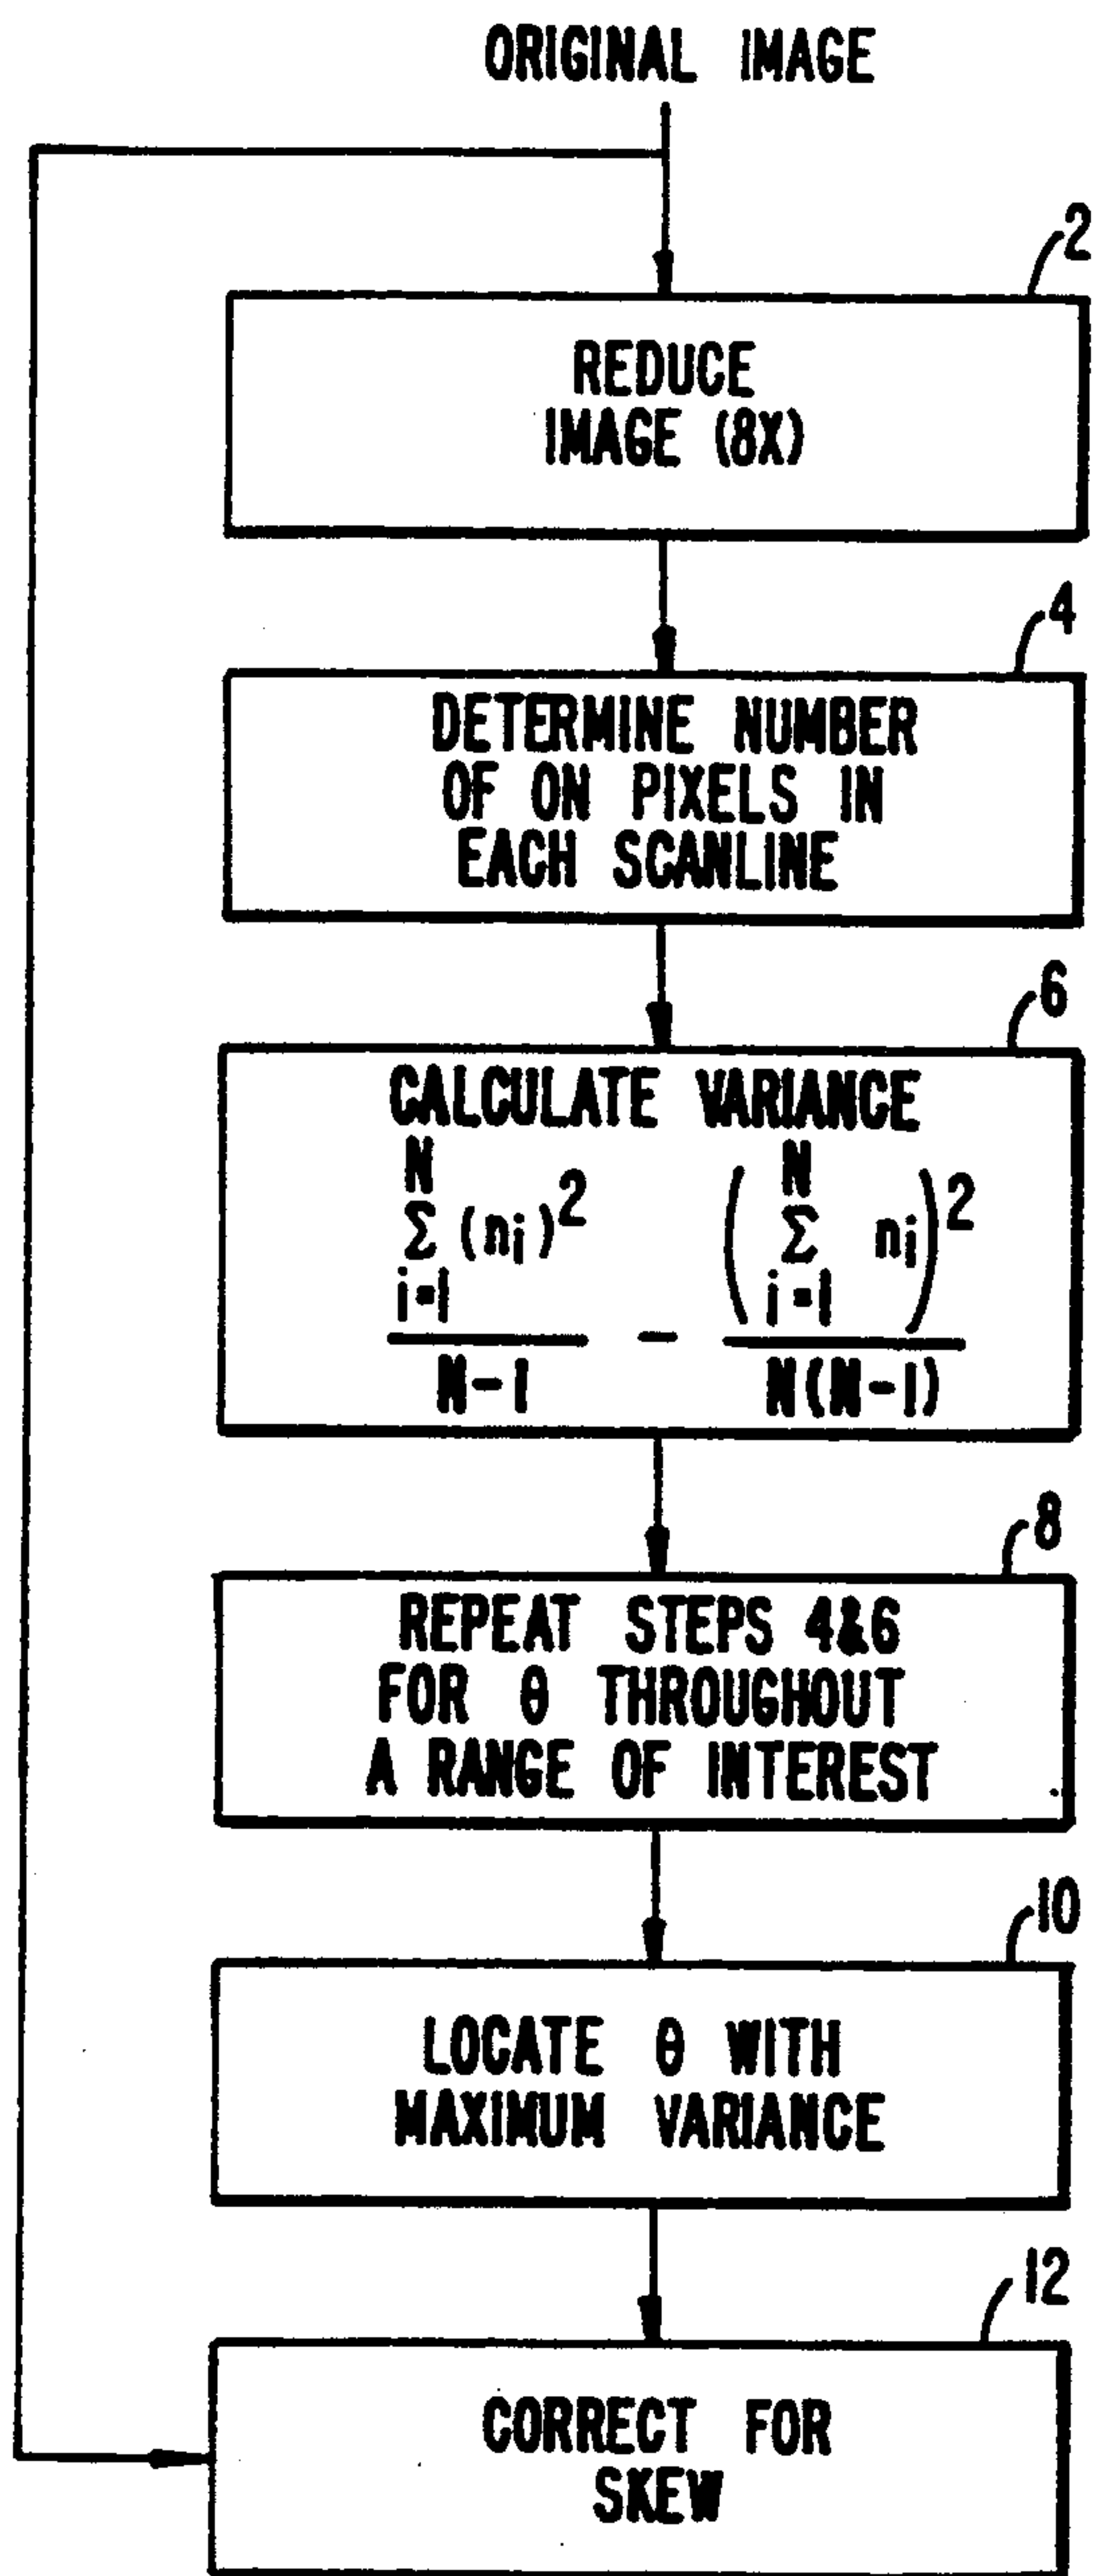 ORIGINAL IMAGE
2
REDUCE
IMAGE (8X)
4
DETERMINE NUMBER
OF ON PIXELS IN
EACH SCANLINE
6
CALCULATE VARIANCE
N N
Σ (ni)2 ( Σ ni)2
i=1 i=1
— - —
N-1 N(N-1)
8
REPEAT STEPS 4&6
FOR θ THROUGHOUT
A RANGE OF INTEREST
10
LOCATE θ WITH
MAXIMUM VARIANCE
12
CORRECT FOR
SKEW